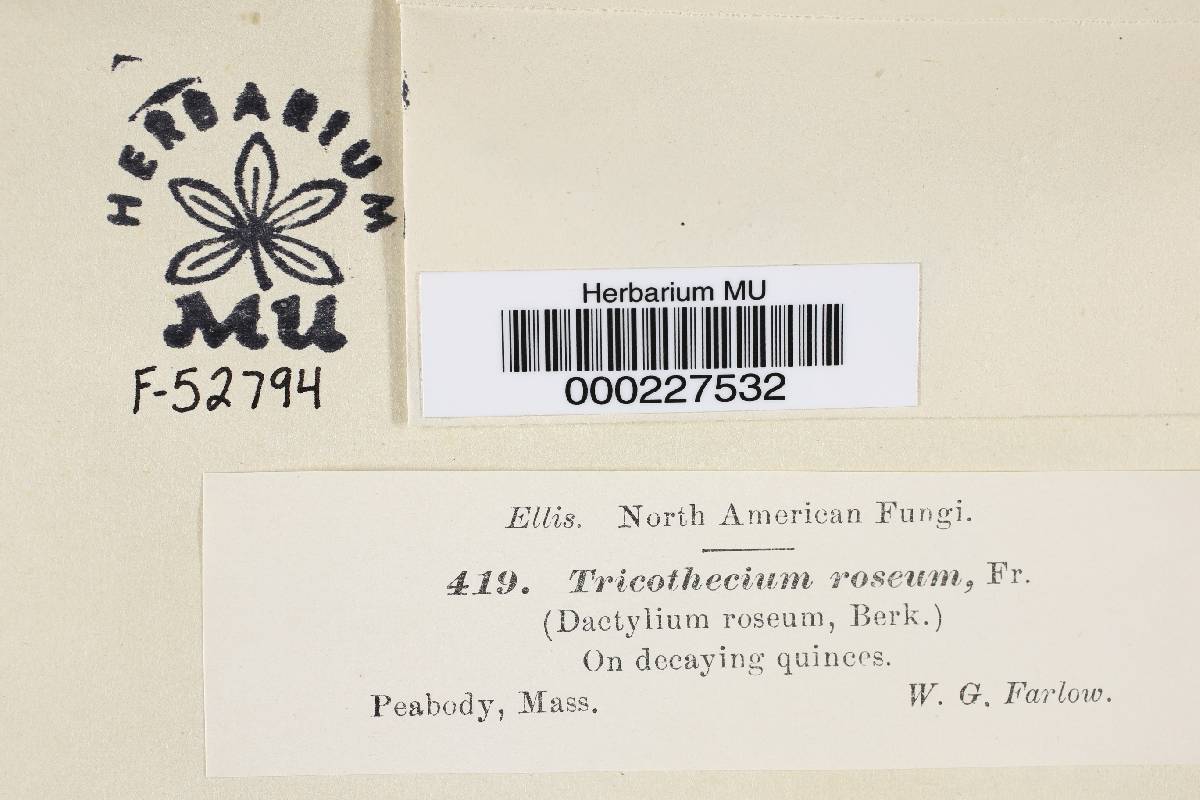 HERBARIUM
MU
F-52794
Herbarium MU
000227532
Ellis. North American Fungi.
419. Tricothecium roseum, Fr.
(Dactylium roseum, Berk.)
On decaying quinces.
Peabody, Mass. W. G. Farlow.